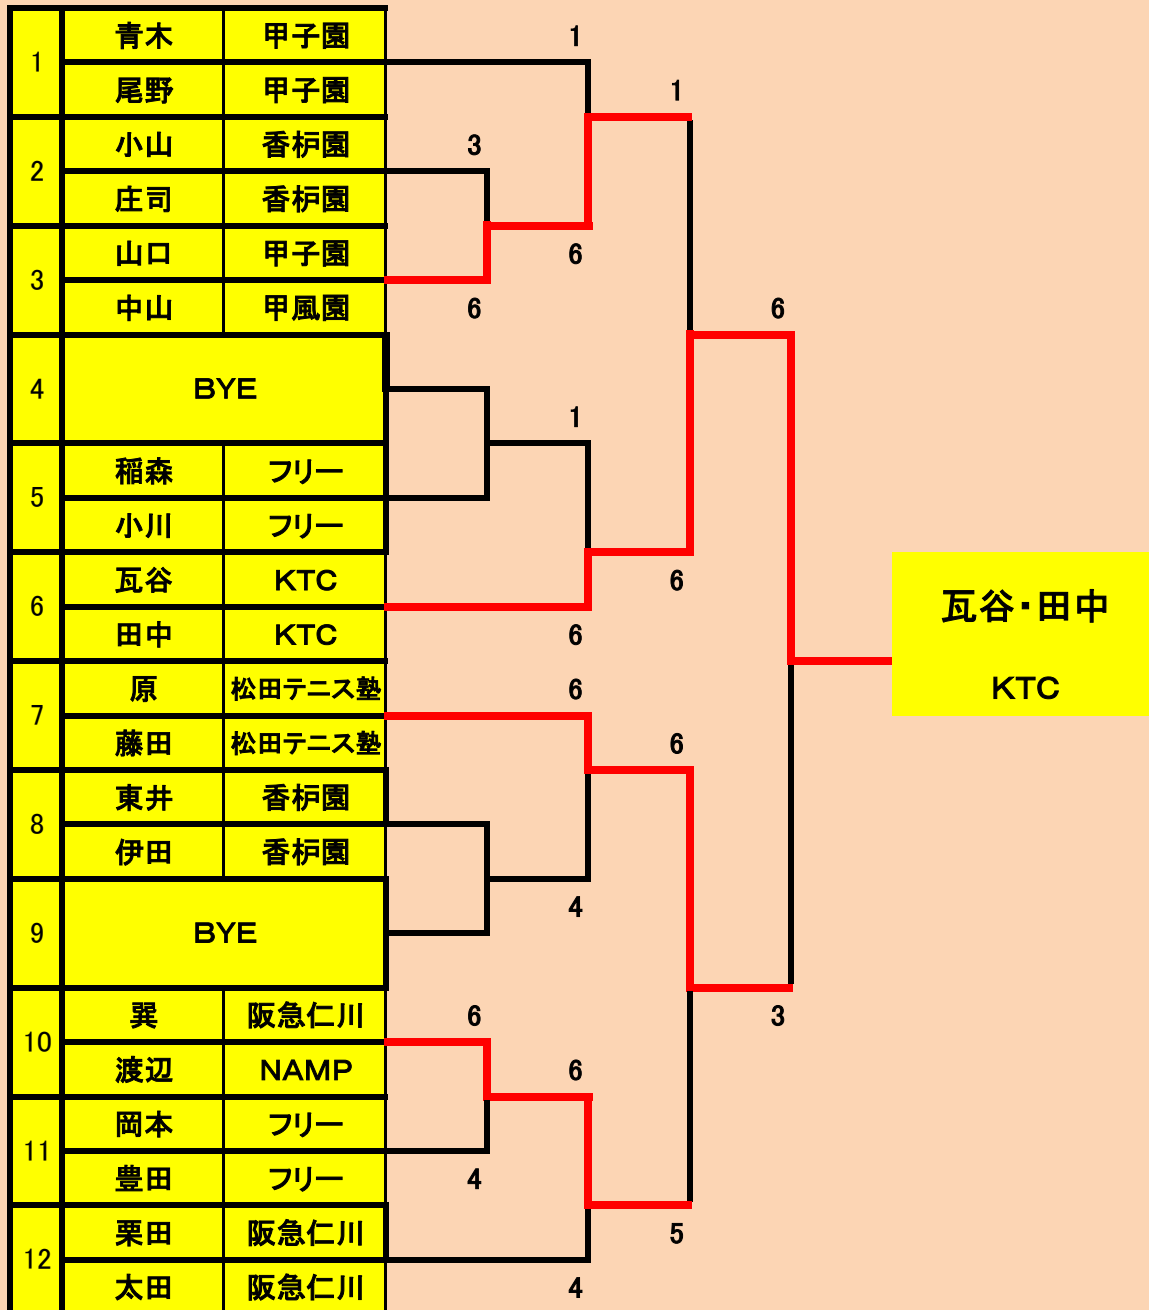 青木 甲子園 1
1
尾野 甲子園 1
小山 香枦園 3
2
庄司 香枦園
山口 甲子園 6
3
中山 甲風園 6 6
4 BYE
1
稲森 フリー
5
小川 フリー
瓦谷 KTC 6
6 瓦谷・田中
田中 KTC 6
原 松田テニス塾 6 KTC
7
藤田 松田テニス塾 6
東井 香枦園
8
伊田 香枦園
4
9 BYE
巽 阪急仁川 6 3
10
渡辺 NAMP 6
岡本 フリー
11
豊田 フリー 4
栗田 阪急仁川 5
12
太田 阪急仁川 4